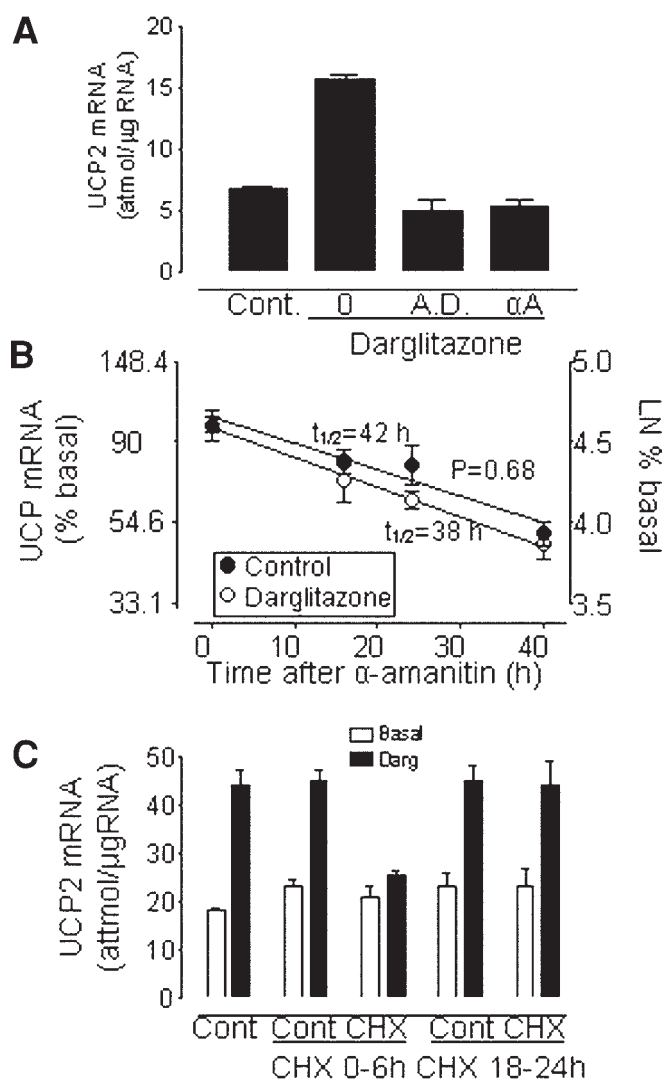 A
UCP2 mRNA
(atmol/µg RNA)
20
15
10
5
0
Cont. 0 A.D. αA
Darglitazone
B
UCP mRNA
(% basal)
148.4
90
54.6
33.1
5.0
4.5
4.0
3.5
LN % basal
t1/2=42 h
P=0.68
t1/2=38 h
Control
Darglitazone
0 10 20 30 40
Time after α-amanitin (h)
C
Basal
Darg
UCP2 mRNA
(attmol/µgRNA)
50
40
30
20
10
0
Cont Cont CHX Cont CHX
CHX 0-6h CHX 18-24h